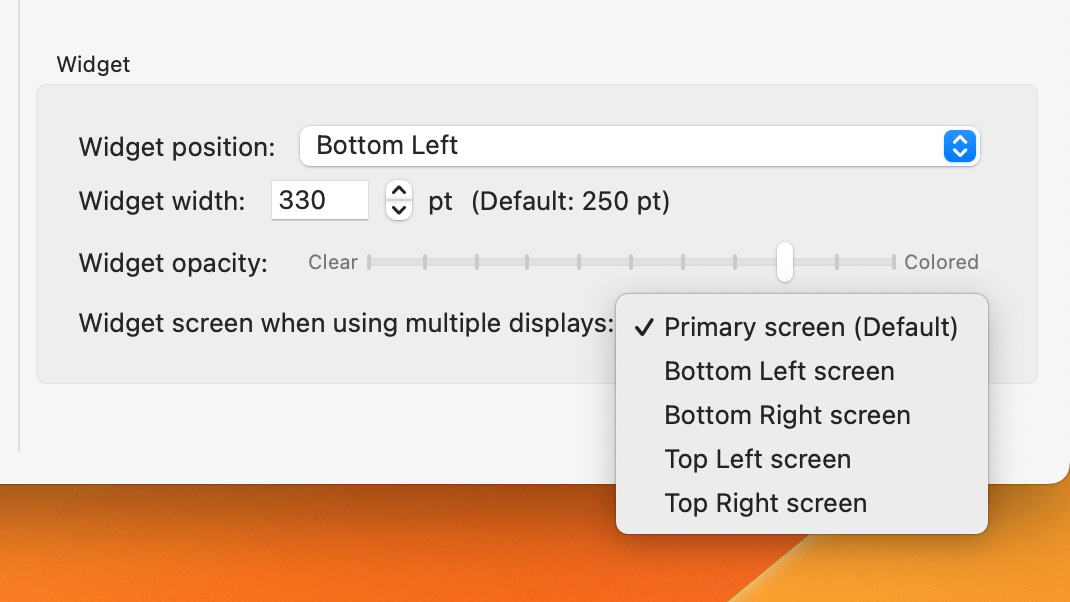 Widget
Widget position: Bottom Left
Widget width: 330 pt (Default: 250 pt)
Widget opacity: Clear Colored
Widget screen when using multiple displays: ✓ Primary screen (Default)
Bottom Left screen
Bottom Right screen
Top Left screen
Top Right screen